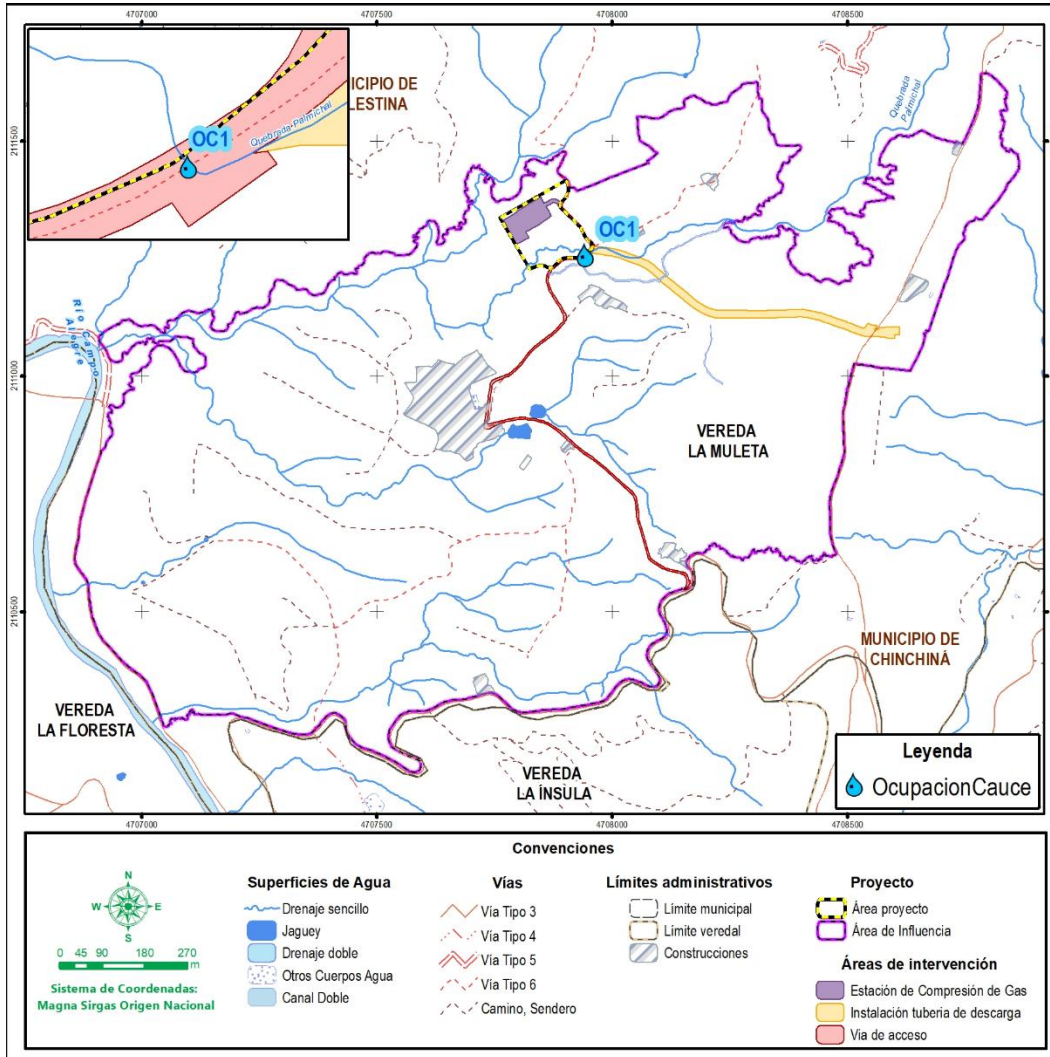 4707000
4707500
4708000
4708500
2111500
2111000
2110500
ICIPIO DE
LESTINA
Quebrada Palmichal
OC1
Quebrada
Palmichal
OC1
Río Campo
Alegre
VEREDA
LA MULETA
MUNICIPIO DE
CHINCHINÁ
VEREDA
LA FLORESTA
VEREDA
LA ÍNSULA
Leyenda
OcupacionCauce
4707000
4707500
4708000
4708500
Convenciones
N
W
E
S
0 45 90 180 270
m
Sistema de Coordenadas:
Magna Sirgas Origen Nacional
Superficies de Agua
Drenaje sencillo
Jaguey
Drenaje doble
Otros Cuerpos Agua
Canal Doble
Vías
Vía Tipo 3
Vía Tipo 4
Vía Tipo 5
Vía Tipo 6
Camino, Sendero
Límites administrativos
Límite municipal
Límite veredal
Construcciones
Proyecto
Área proyecto
Área de Influencia
Áreas de intervención
Estación de Compresión de Gas
Instalación tuberia de descarga
Via de acceso